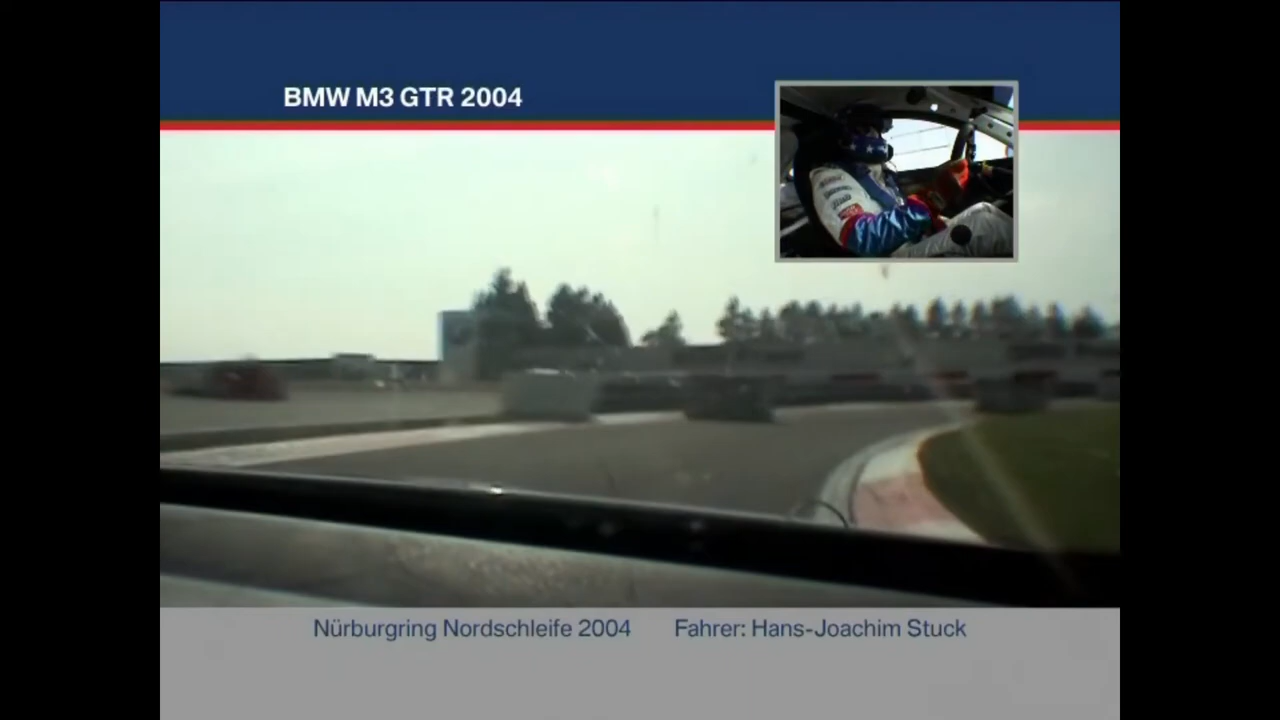 BMW M3 GTR 2004
Nürburgring Nordschleife 2004 Fahrer: Hans-Joachim Stuck